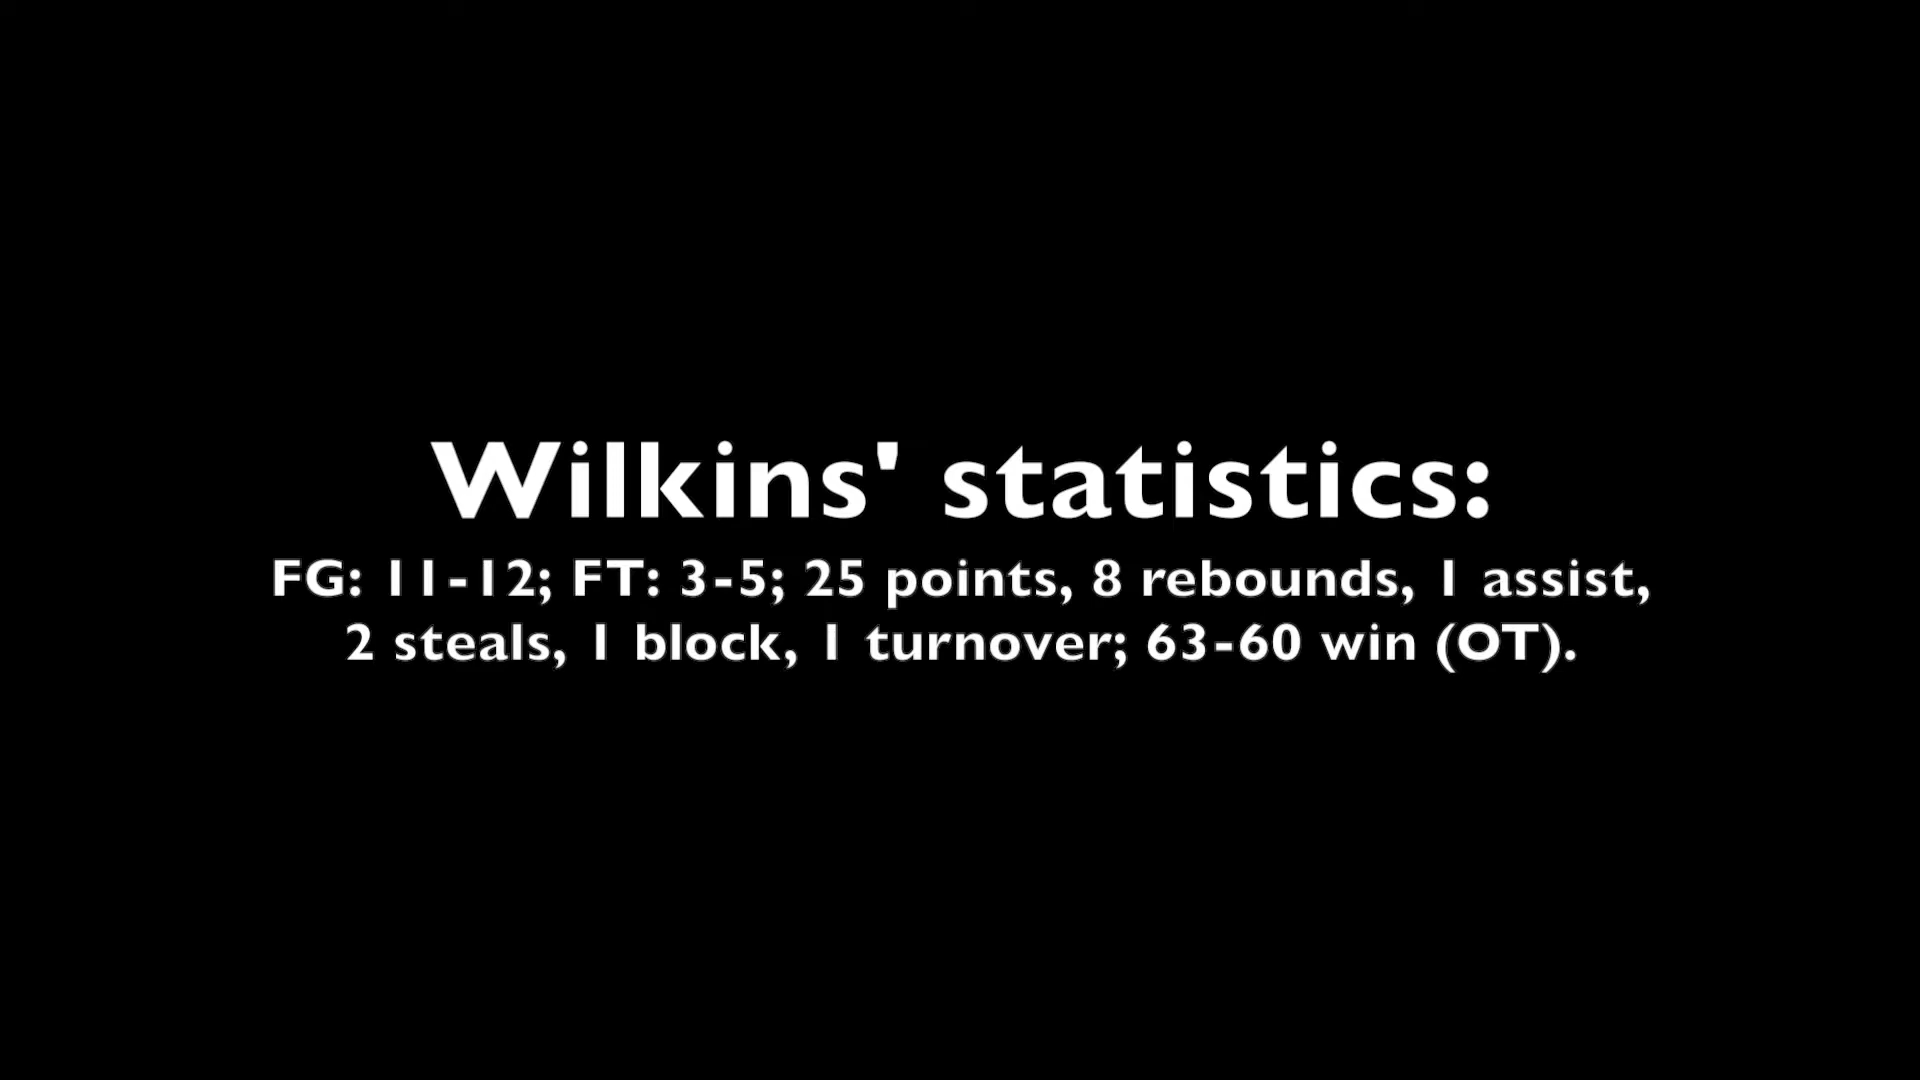 Wilkins' statistics:
FG: 11-12; FT: 3-5; 25 points, 8 rebounds, 1 assist,
2 steals, 1 block, 1 turnover; 63-60 win (OT).